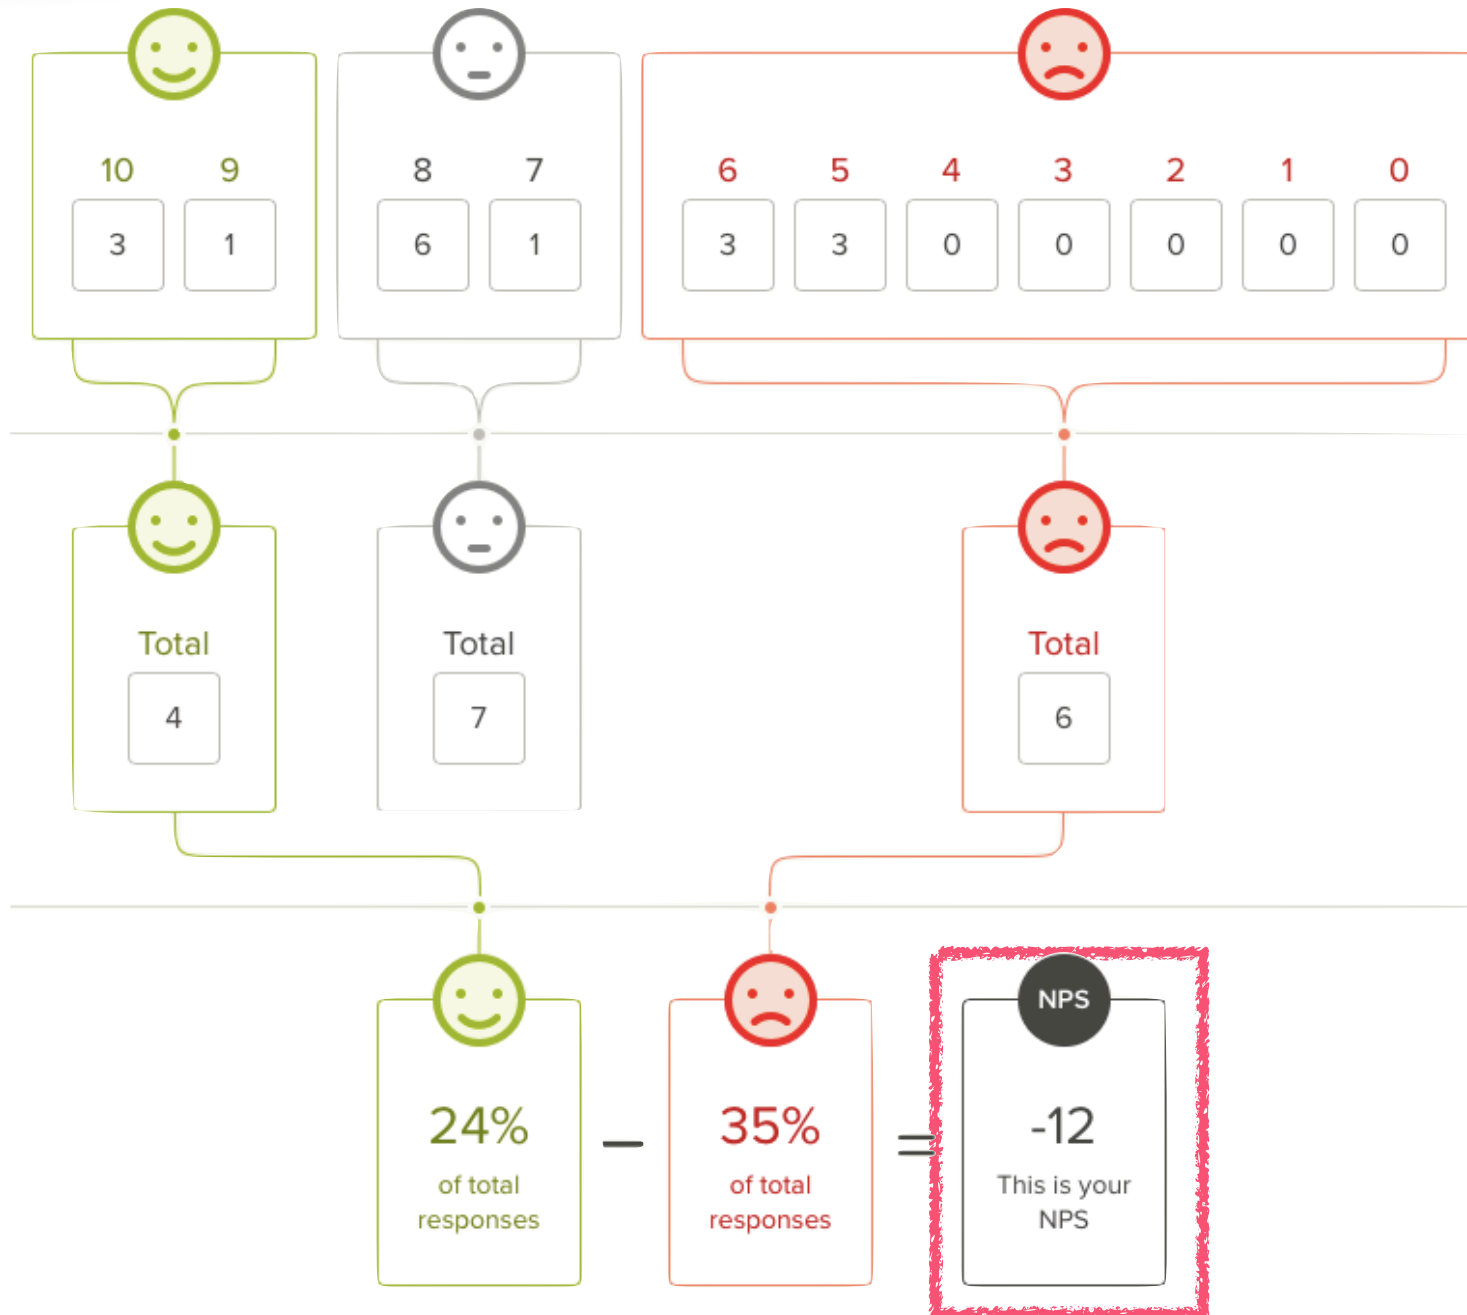 10 9 8 7 6 5 4 3 2 1 0
3 1 6 1 3 3 0 0 0 0 0
Total Total Total
4 7 6
NPS
24% - 35% = -12
of total of total This is your
responses responses NPS